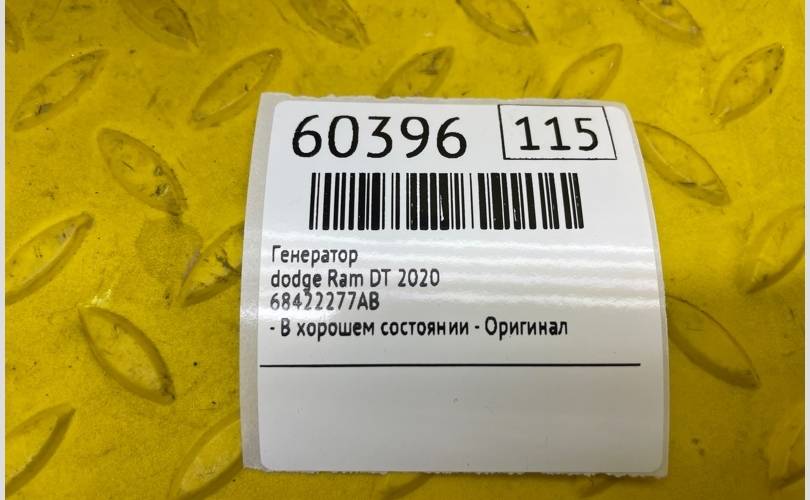 60396 115
Генератор
dodge Ram DT 2020
68422277AB
- В хорошем состоянии - Оригинал